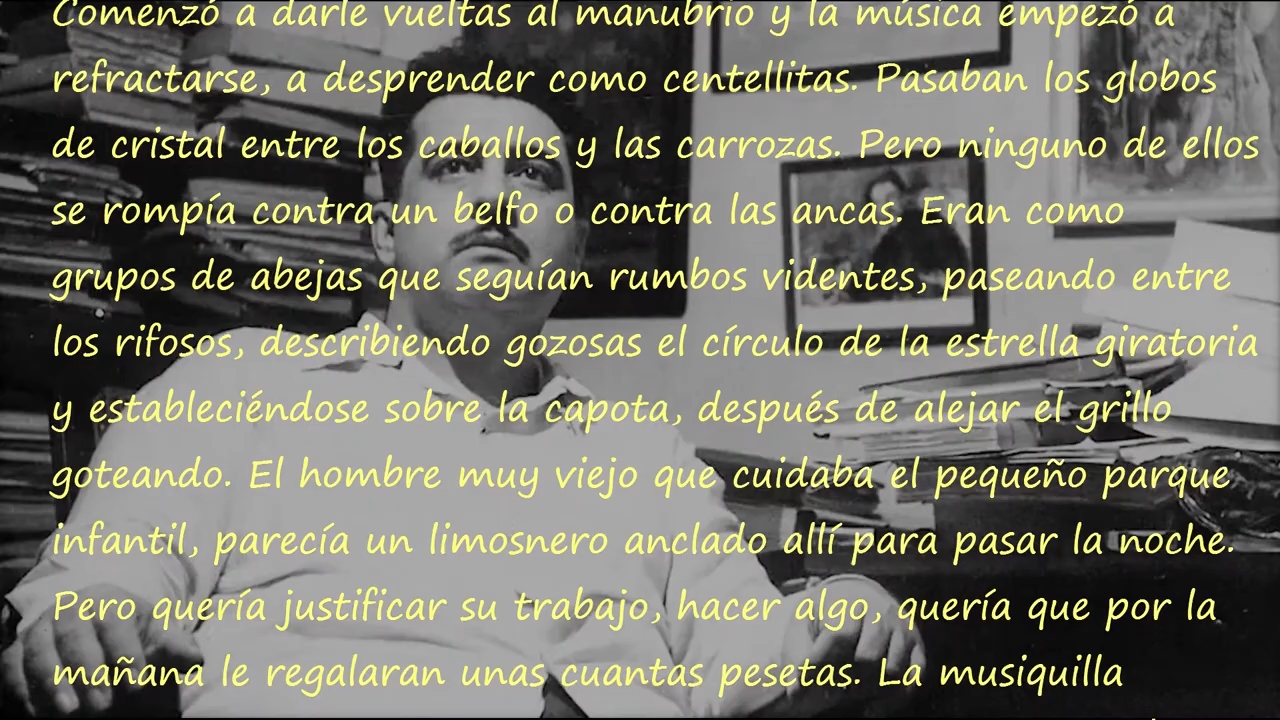 Comenzó a darle vueltas al manubrio y la música empezó a
refractarse, a desprender como centellitas. Pasaban los globos
de cristal entre los caballos y las carrozas. Pero ninguno de ellos
se rompía contra un belfo o contra las ancas. Eran como
grupos de abejas que seguían rumbos videntes, paseando entre
los rifosos, describiendo gozosas el círculo de la estrella giratoria
y estableciéndose sobre la capota, después de alejar el grillo
goteando. El hombre muy viejo que cuidaba el pequeño parque
infantil, parecía un limosnero anclado allí para pasar la noche.
Pero quería justificar su trabajo, hacer algo, quería que por la
mañana le regalaran unas cuantas pesetas. La musiquilla